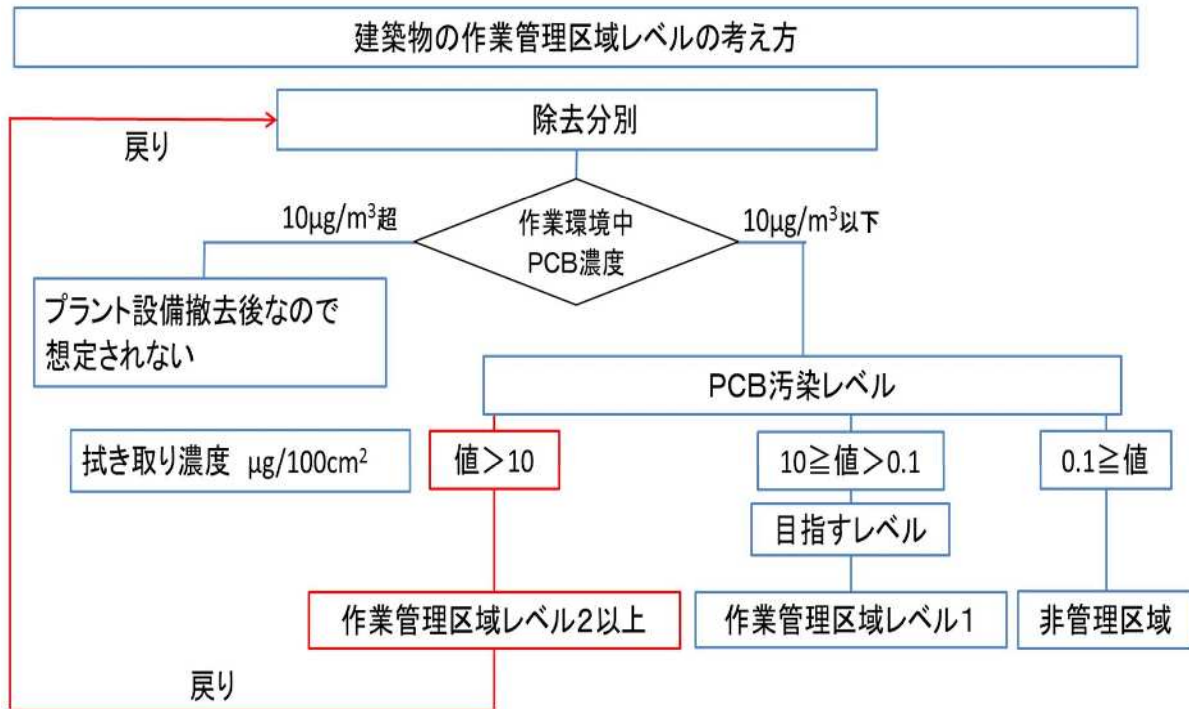 建築物の作業管理区域レベルの考え方
除去分別
戻り
10μg/m³超
作業環境中
PCB濃度
10μg/m³以下
プラント設備撤去後なので
想定されない
PCB汚染レベル
拭き取り濃度 μg/100cm²
値＞10
10≧値＞0.1
0.1≧値
目指すレベル
作業管理区域レベル２以上
作業管理区域レベル１
非管理区域
戻り